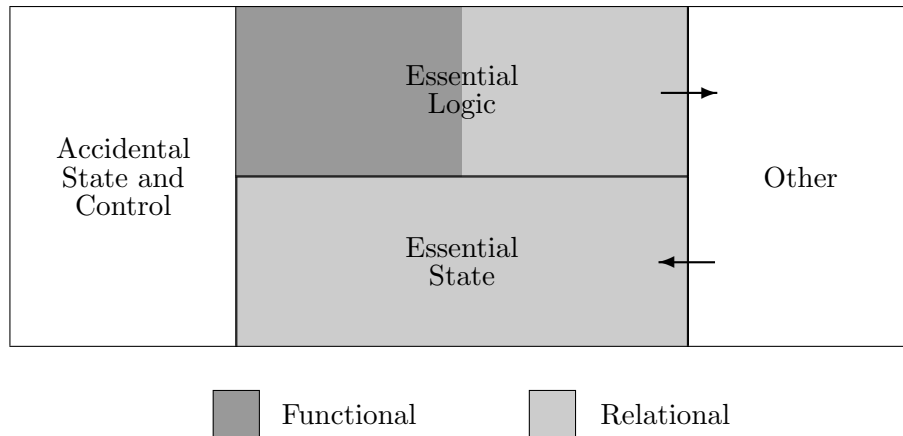 Essential
Logic
Accidental
State and
Control
Other
Essential
State
Functional
Relational